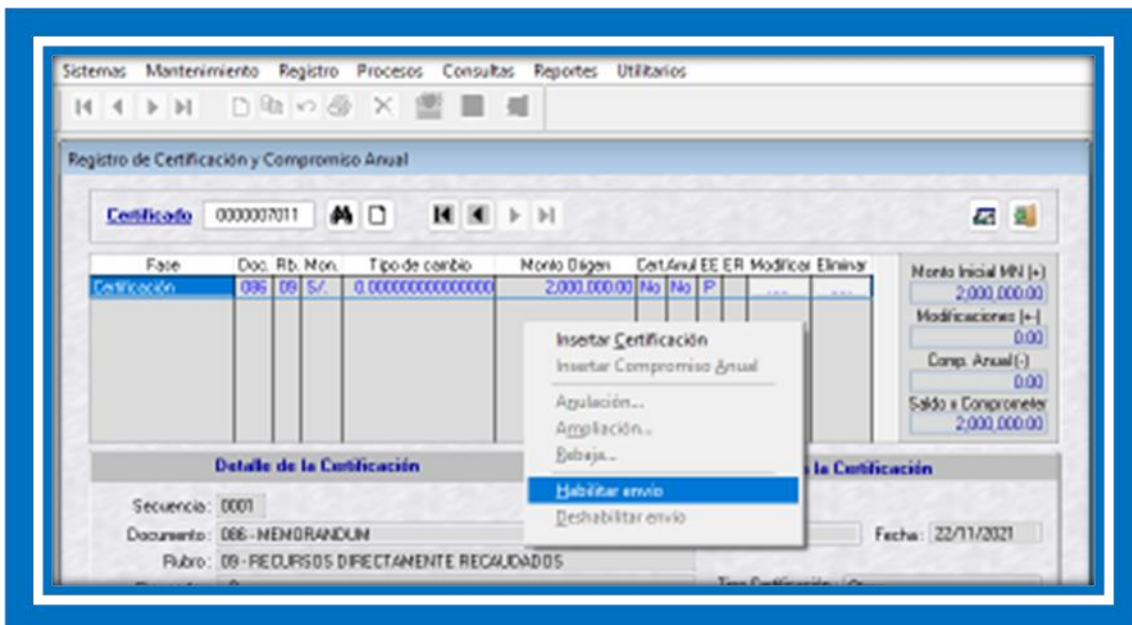 Sistemas Mantenimiento Registro Procesos Consultas Reportes Utilitarios
Registro de Certificación y Compromiso Anual
Certificado 0000007011
Fase Doc. Rb. Mon. Tipo de cambio Monto Origen Cert. Anul EE ER Modificar Eliminar
Certificación 086 09 S/. 0.000000000000000 2,000,000.00 No No P ... ...
Monto Inicial MN (+)
2,000,000.00
Modificaciones (+-)
0.00
Comp. Anual (-)
0.00
Saldo x Comprometer
2,000,000.00
Insertar Certificación
Insertar Compromiso Anual
Anulación...
Ampliación...
Rebaja...
Habilitar envío
Deshabilitar envío
Detalle de la Certificación
la Certificación
Secuencia: 0001
Documento: 086 - MEMORANDUM
Fecha: 22/11/2021
Rubro: 09 - RECURSOS DIRECTAMENTE RECAUDADOS